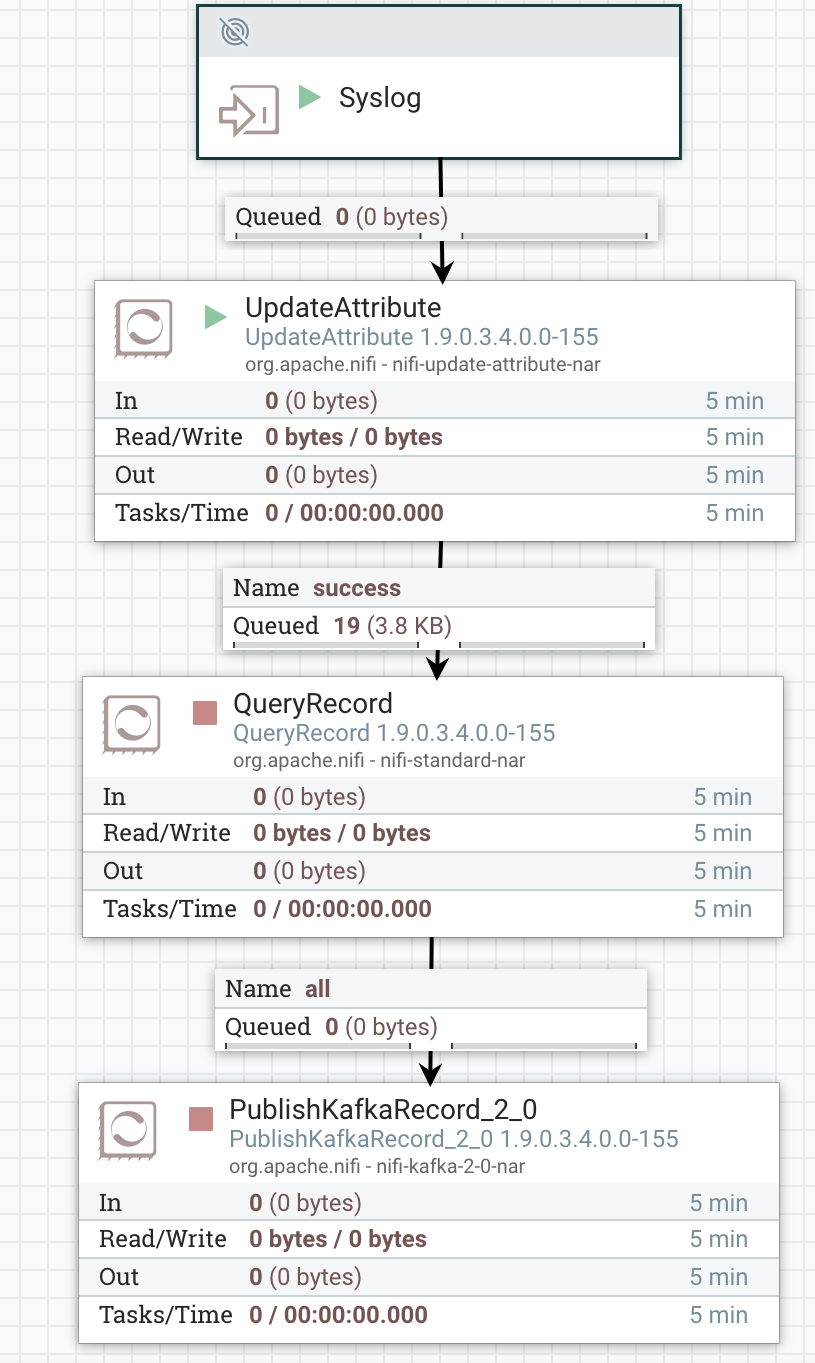 Syslog
Queued 0 (0 bytes)
UpdateAttribute
UpdateAttribute 1.9.0.3.4.0.0-155
org.apache.nifi - nifi-update-attribute-nar
In 0 (0 bytes) 5 min
Read/Write 0 bytes / 0 bytes 5 min
Out 0 (0 bytes) 5 min
Tasks/Time 0 / 00:00:00.000 5 min
Name success
Queued 19 (3.8 KB)
QueryRecord
QueryRecord 1.9.0.3.4.0.0-155
org.apache.nifi - nifi-standard-nar
In 0 (0 bytes) 5 min
Read/Write 0 bytes / 0 bytes 5 min
Out 0 (0 bytes) 5 min
Tasks/Time 0 / 00:00:00.000 5 min
Name all
Queued 0 (0 bytes)
PublishKafkaRecord_2_0
PublishKafkaRecord_2_0 1.9.0.3.4.0.0-155
org.apache.nifi - nifi-kafka-2-0-nar
In 0 (0 bytes) 5 min
Read/Write 0 bytes / 0 bytes 5 min
Out 0 (0 bytes) 5 min
Tasks/Time 0 / 00:00:00.000 5 min